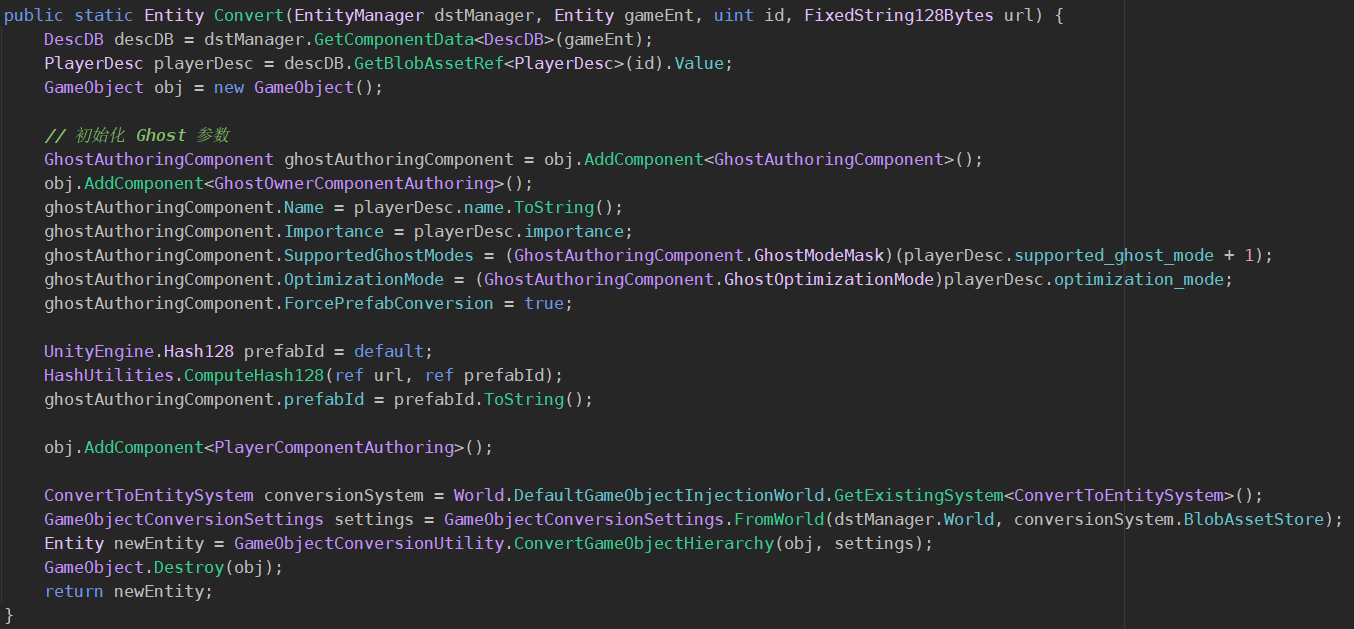 public static Entity Convert(EntityManager dstManager, Entity gameEnt, uint id, FixedString128Bytes url) {
    DescDB descDB = dstManager.GetComponentData<DescDB>(gameEnt);
    PlayerDesc playerDesc = descDB.GetBlobAssetRef<PlayerDesc>(id).Value;
    GameObject obj = new GameObject();

    // 初始化 Ghost 参数
    GhostAuthoringComponent ghostAuthoringComponent = obj.AddComponent<GhostAuthoringComponent>();
    obj.AddComponent<GhostOwnerComponentAuthoring>();
    ghostAuthoringComponent.Name = playerDesc.name.ToString();
    ghostAuthoringComponent.Importance = playerDesc.importance;
    ghostAuthoringComponent.SupportedGhostModes = (GhostAuthoringComponent.GhostModeMask)(playerDesc.supported_ghost_mode + 1);
    ghostAuthoringComponent.OptimizationMode = (GhostAuthoringComponent.GhostOptimizationMode)playerDesc.optimization_mode;
    ghostAuthoringComponent.ForcePrefabConversion = true;

    UnityEngine.Hash128 prefabId = default;
    HashUtilities.ComputeHash128(ref url, ref prefabId);
    ghostAuthoringComponent.prefabId = prefabId.ToString();

    obj.AddComponent<PlayerComponentAuthoring>();

    ConvertToEntitySystem conversionSystem = World.DefaultGameObjectInjectionWorld.GetExistingSystem<ConvertToEntitySystem>();
    GameObjectConversionSettings settings = GameObjectConversionSettings.FromWorld(dstManager.World, conversionSystem.BlobAssetStore);
    Entity newEntity = GameObjectConversionUtility.ConvertGameObjectHierarchy(obj, settings);
    GameObject.Destroy(obj);
    return newEntity;
}